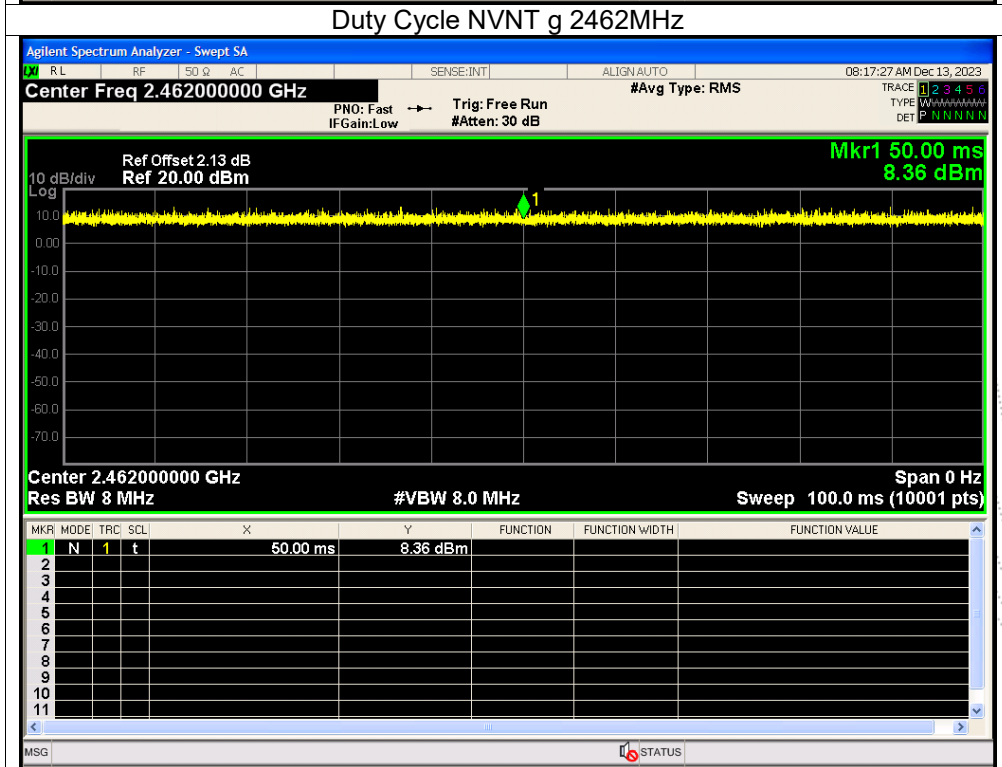 Duty Cycle NVNT g 2462MHz
Agilent Spectrum Analyzer - Swept SA
LXI RL RF 50 Ω AC SENSE:INT ALIGN AUTO 08:17:27 AM Dec 13, 2023
Center Freq 2.462000000 GHz #Avg Type: RMS TRACE 1 2 3 4 5 6
PNO: Fast Trig: Free Run TYPE W
IFGain:Low #Atten: 30 dB DET P N N N N N
Mkr1 50.00 ms
Ref Offset 2.13 dB 8.36 dBm
10 dB/div Ref 20.00 dBm
Log
1
10.0
0.00
-10.0
-20.0
-30.0
-40.0
-50.0
-60.0
-70.0
Center 2.462000000 GHz Span 0 Hz
Res BW 8 MHz #VBW 8.0 MHz Sweep 100.0 ms (10001 pts)
MKR MODE TRC SCL X Y FUNCTION FUNCTION WIDTH FUNCTION VALUE
1 N 1 t 50.00 ms 8.36 dBm
2
3
4
5
6
7
8
9
10
11
MSG STATUS